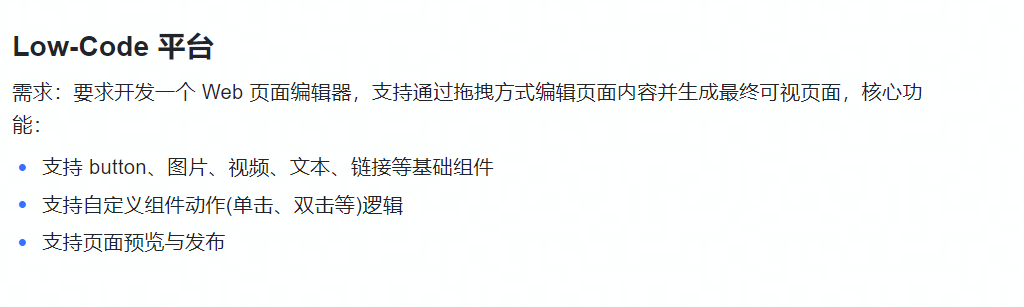 Low-Code 平台
需求：要求开发一个 Web 页面编辑器，支持通过拖拽方式编辑页面内容并生成最终可视页面，核心功
能：
支持 button、图片、视频、文本、链接等基础组件
支持自定义组件动作(单击、双击等)逻辑
支持页面预览与发布